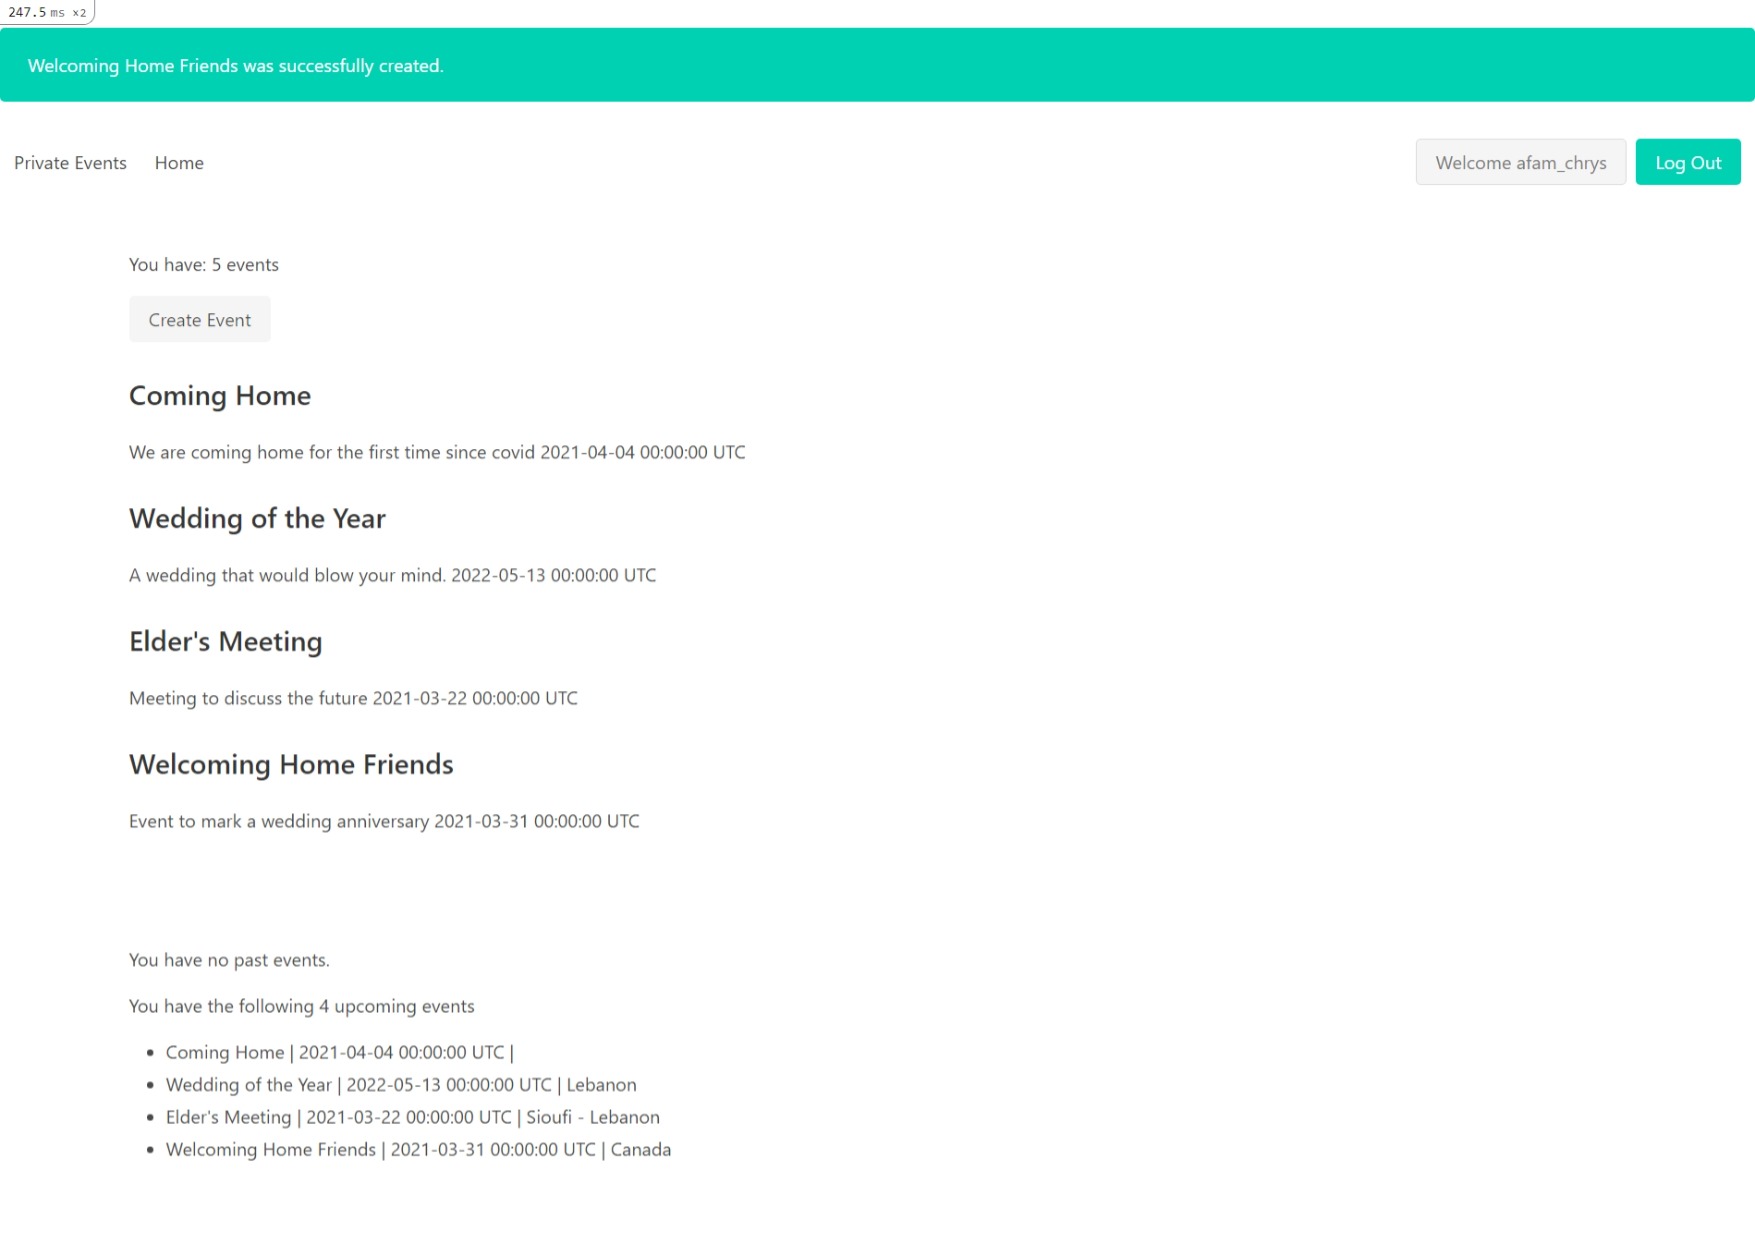 247.5 ms ×2
Welcoming Home Friends was successfully created.
Private Events Home Welcome afam_chrys Log Out
You have: 5 events
Create Event
Coming Home
We are coming home for the first time since covid 2021-04-04 00:00:00 UTC
Wedding of the Year
A wedding that would blow your mind. 2022-05-13 00:00:00 UTC
Elder's Meeting
Meeting to discuss the future 2021-03-22 00:00:00 UTC
Welcoming Home Friends
Event to mark a wedding anniversary 2021-03-31 00:00:00 UTC
You have no past events.
You have the following 4 upcoming events
• Coming Home | 2021-04-04 00:00:00 UTC |
• Wedding of the Year | 2022-05-13 00:00:00 UTC | Lebanon
• Elder's Meeting | 2021-03-22 00:00:00 UTC | Sioufi - Lebanon
• Welcoming Home Friends | 2021-03-31 00:00:00 UTC | Canada